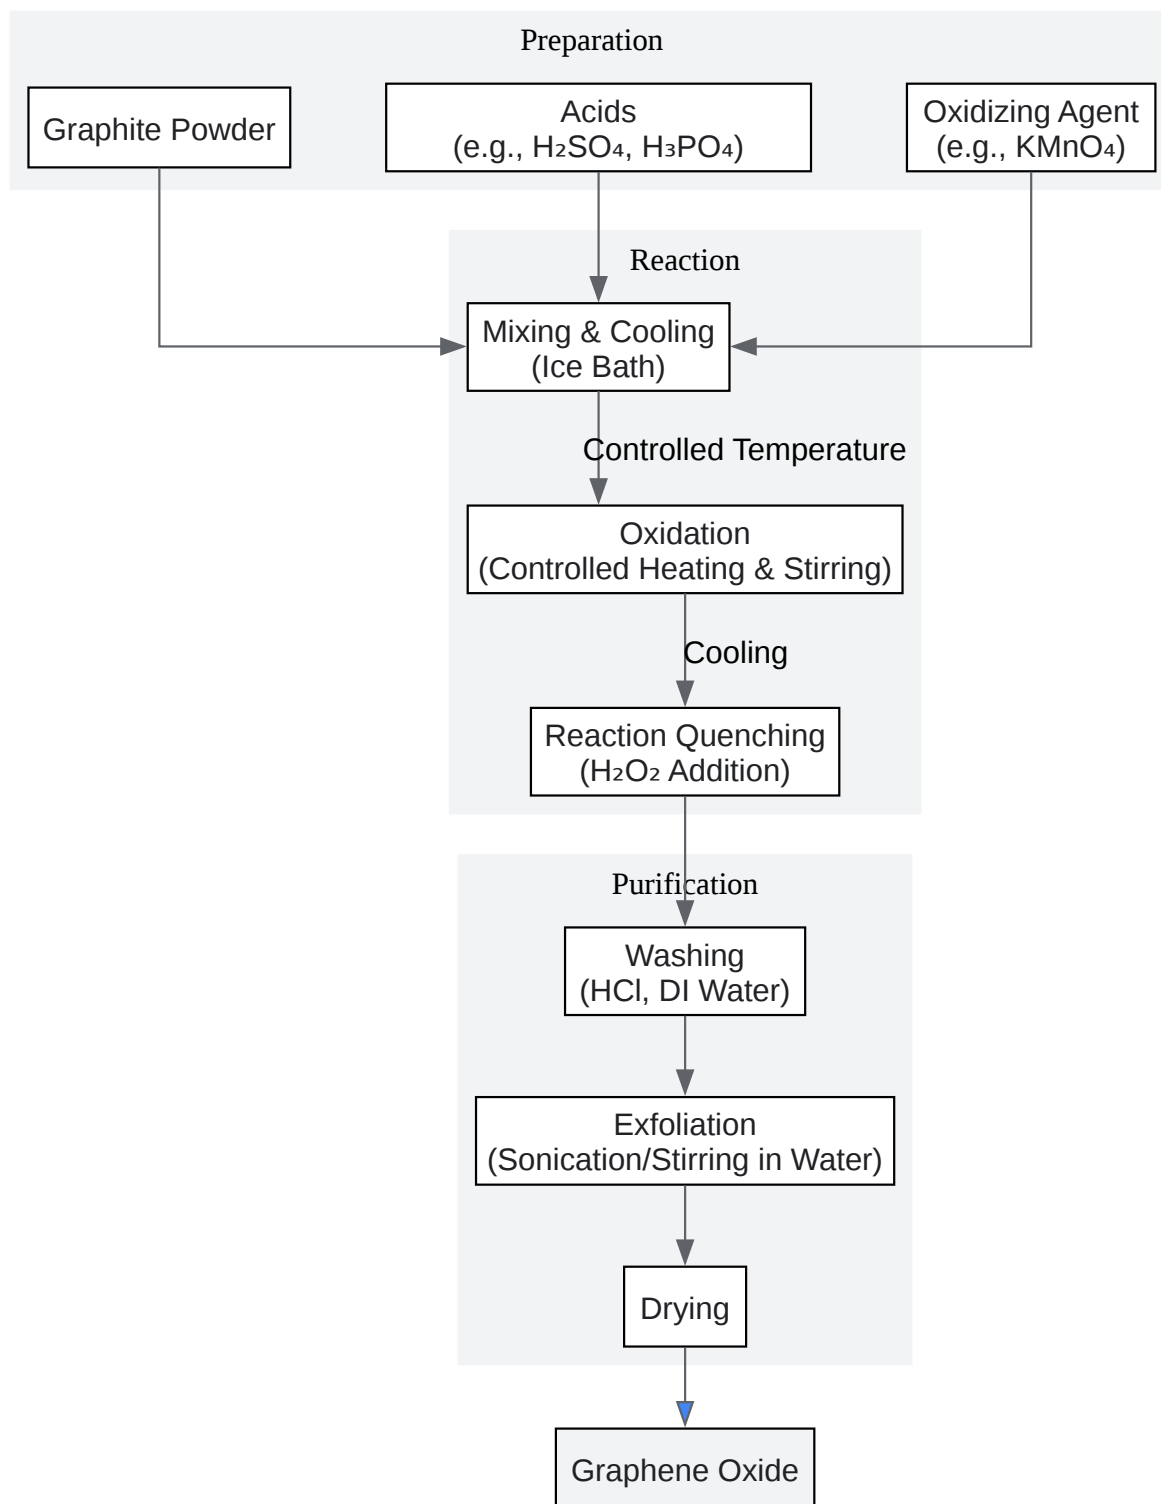 Preparation
Graphite Powder
Acids
(e.g., H₂SO₄, H₃PO₄)
Oxidizing Agent
(e.g., KMnO₄)
Reaction
Mixing & Cooling
(Ice Bath)
Controlled Temperature
Oxidation
(Controlled Heating & Stirring)
Cooling
Reaction Quenching
(H₂O₂ Addition)
Purification
Washing
(HCl, DI Water)
Exfoliation
(Sonication/Stirring in Water)
Drying
Graphene Oxide